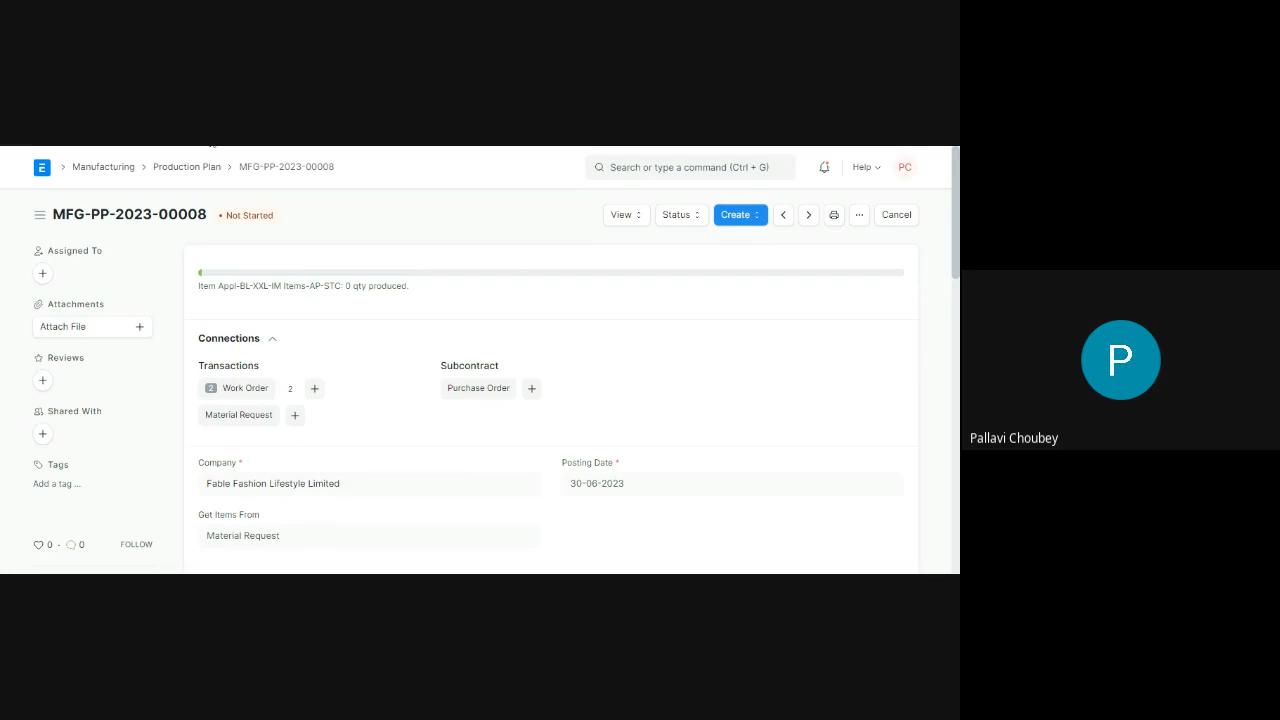 Manufacturing > Production Plan > MFG-PP-2023-00008
Search or type a command (Ctrl + G)
Help
PC
MFG-PP-2023-00008
• Not Started
View
Status
Create
...
Cancel
Assigned To
Attachments
Attach File
Reviews
Shared With
Tags
Add a tag ...
0 · 0
FOLLOW
Item Appl-BL-XXL-IM Items-AP-STC: 0 qty produced.
Connections
Transactions
2 Work Order 2 +
Material Request +
Subcontract
Purchase Order +
Company *
Fable Fashion Lifestyle Limited
Posting Date *
30-06-2023
Get Items From
Material Request
P
Pallavi Choubey